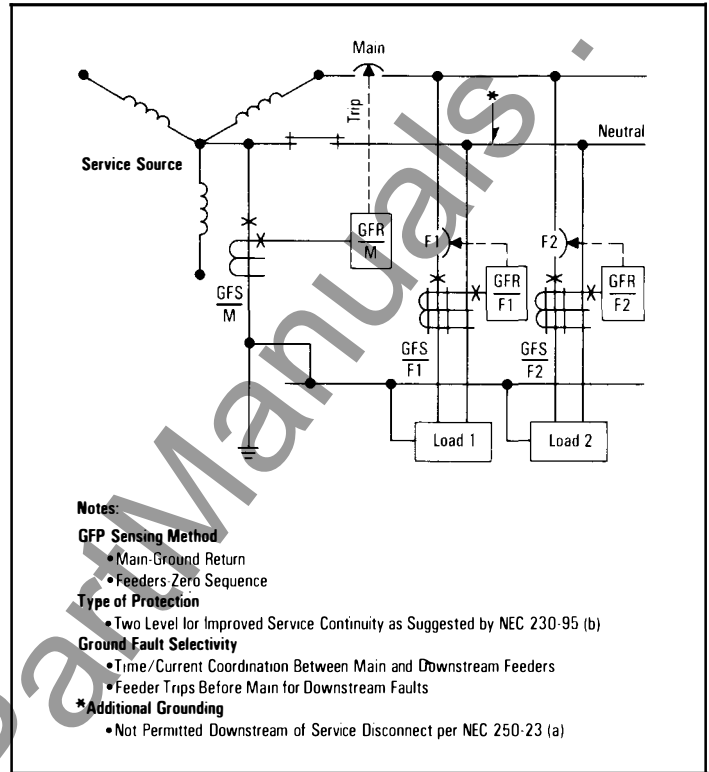 Main
Trip
*
Neutral
Service Source
GFR
M
GFS
M
F1
GFR
F1
F2
GFR
F2
GFS
F1
GFS
F2
Load 1
Load 2
Notes:
GFP Sensing Method
•Main-Ground Return
•Feeders-Zero Sequence
Type of Protection
•Two Level for Improved Service Continuity as Suggested by NEC 230-95 (b)
Ground Fault Selectivity
•Time/Current Coordination Between Main and Downstream Feeders
•Feeder Trips Before Main for Downstream Faults
*Additional Grounding
•Not Permitted Downstream of Service Disconnect per NEC 250-23 (a)
PartManuals .